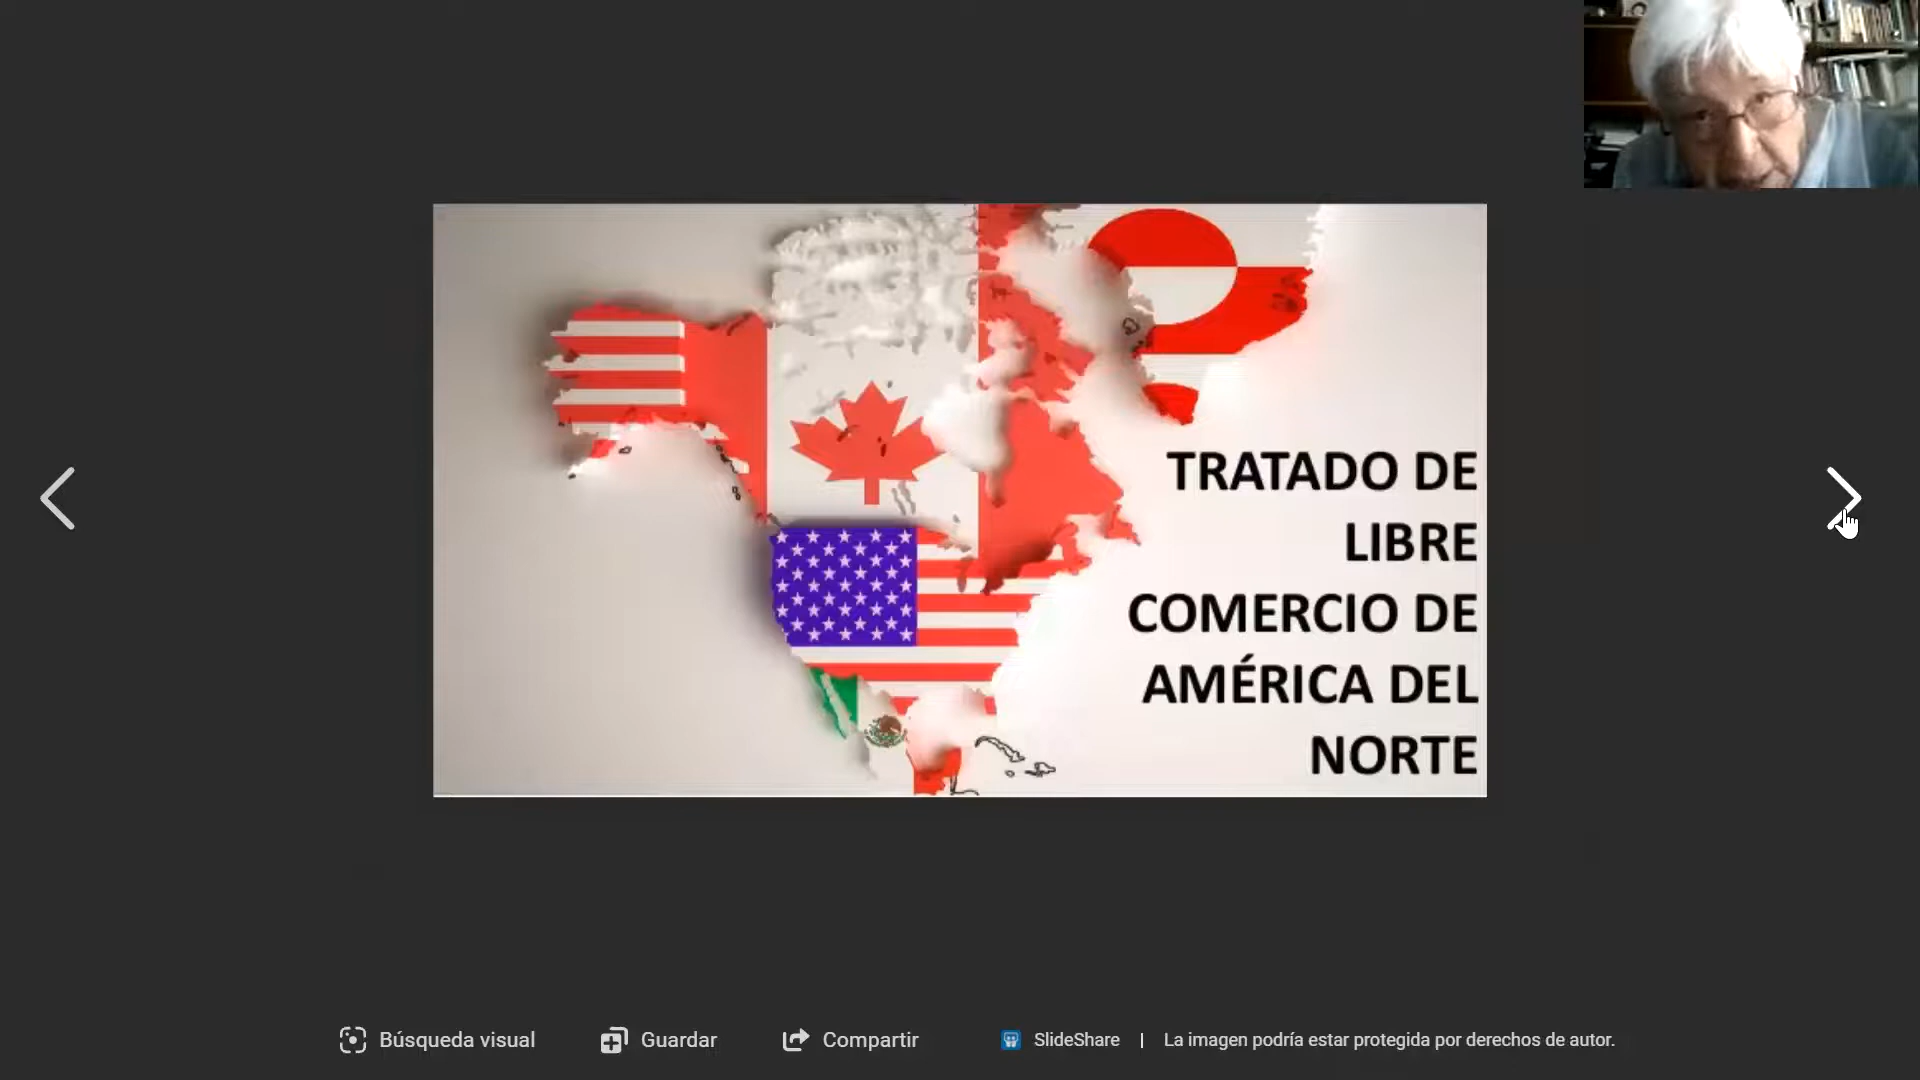 TRATADO DE
LIBRE
COMERCIO DE
AMÉRICA DEL
NORTE
Búsqueda visual
Guardar
Compartir
SlideShare | La imagen podría estar protegida por derechos de autor.